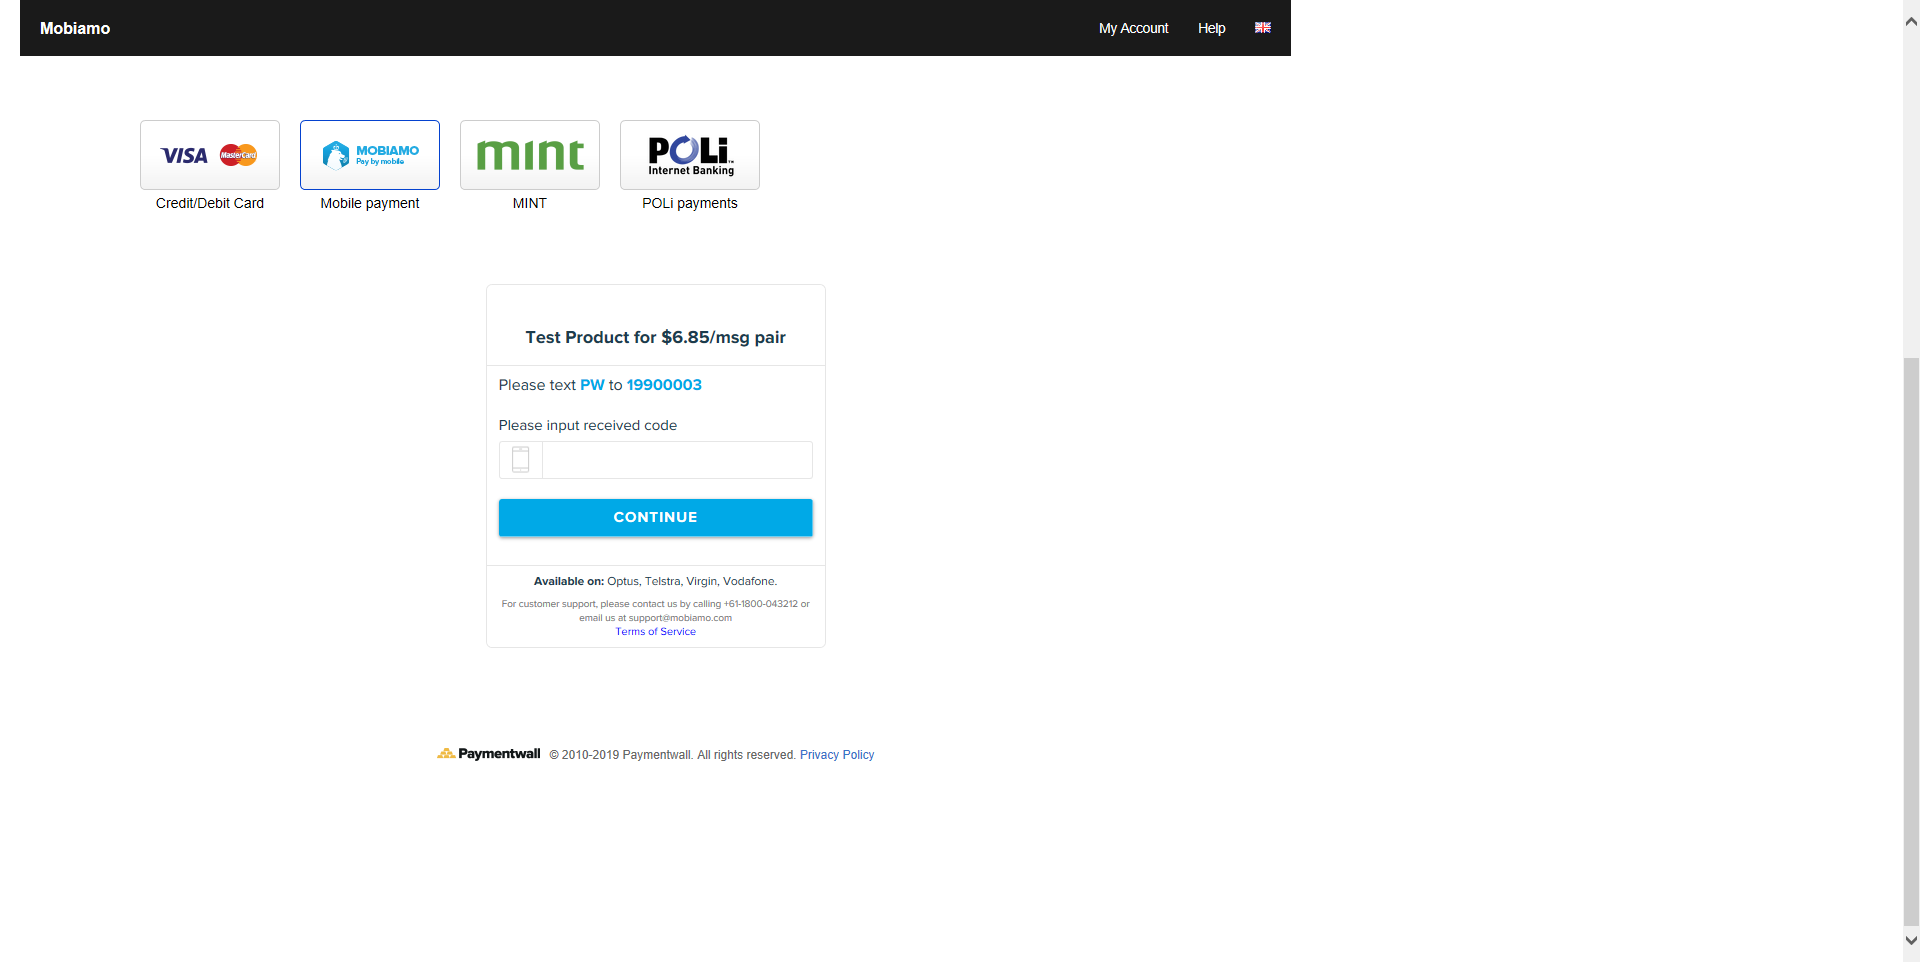 Mobiamo
My Account Help
VISA MasterCard
MOBIAMO
Pay by mobile
mint
POLi™
Internet Banking
Credit/Debit Card
Mobile payment
MINT
POLi payments
Test Product for $6.85/msg pair
Please text PW to 19900003
Please input received code
CONTINUE
Available on: Optus, Telstra, Virgin, Vodafone.
For customer support, please contact us by calling +61-1800-043212 or
email us at support@mobiamo.com
Terms of Service
Paymentwall © 2010-2019 Paymentwall. All rights reserved. Privacy Policy